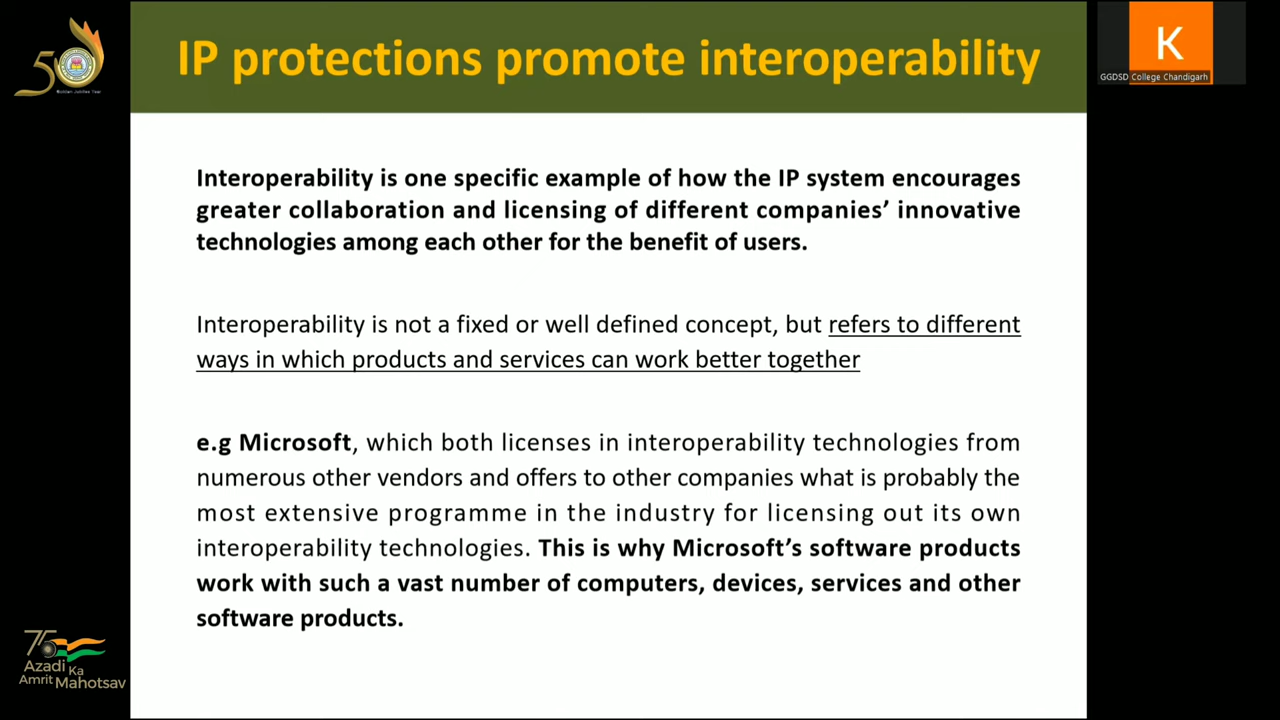 IP protections promote interoperability
50
Golden Jubilee Year
K
GGDSD College Chandigarh
Interoperability is one specific example of how the IP system encourages
greater collaboration and licensing of different companies’ innovative
technologies among each other for the benefit of users.
Interoperability is not a fixed or well defined concept, but refers to different
ways in which products and services can work better together
e.g Microsoft, which both licenses in interoperability technologies from
numerous other vendors and offers to other companies what is probably the
most extensive programme in the industry for licensing out its own
interoperability technologies. This is why Microsoft’s software products
work with such a vast number of computers, devices, services and other
software products.
75
Azadi
Ka
Amrit
Mahotsav